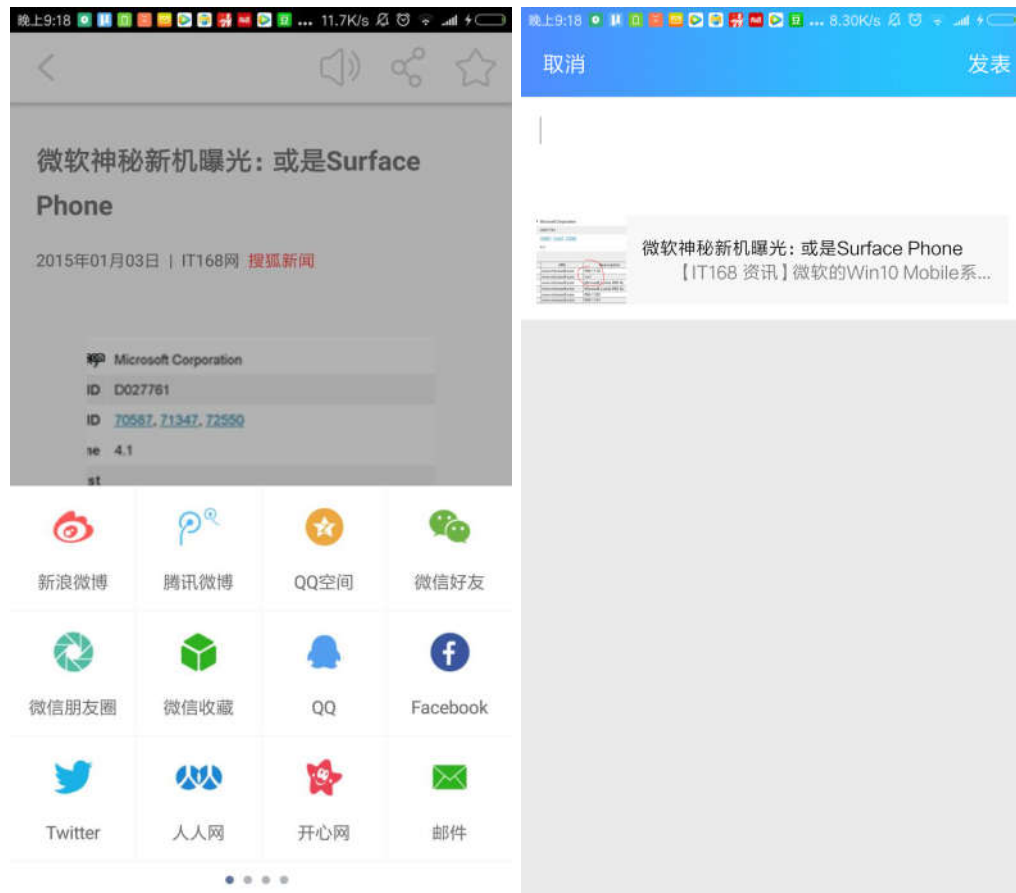 晚上9:18 ... 11.7K/s
微软神秘新机曝光：或是Surface
Phone
2015年01月03日 | IT168网 搜狐新闻
Microsoft Corporation
ID D027761
ID 70587, 71347, 72550
4.1
st
新浪微博 腾讯微博 QQ空间 微信好友
微信朋友圈 微信收藏 QQ Facebook
Twitter 人人网 开心网 邮件
晚上9:18 ... 8.30K/s
取消 发表
Microsoft Corporation
微软神秘新机曝光：或是Surface Phone
【IT168 资讯】微软的Win10 Mobile系...